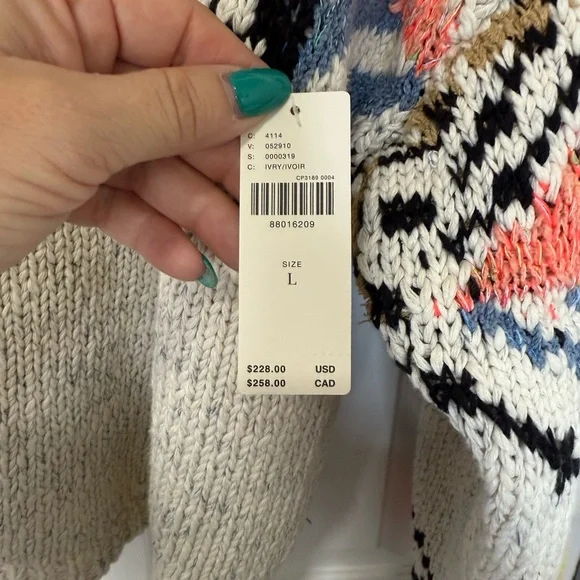 C: 4114
V: 052910
S: 0000319
C: IVRY/IVOIR
CP3180 0004
88016209
SIZE
L
$228.00 USD
$258.00 CAD